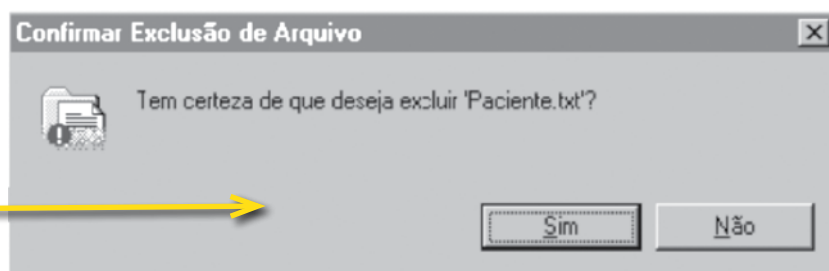 Confirmar Exclusão de Arquivo
Tem certeza de que deseja excluir 'Paciente.txt'?
Sim
Não